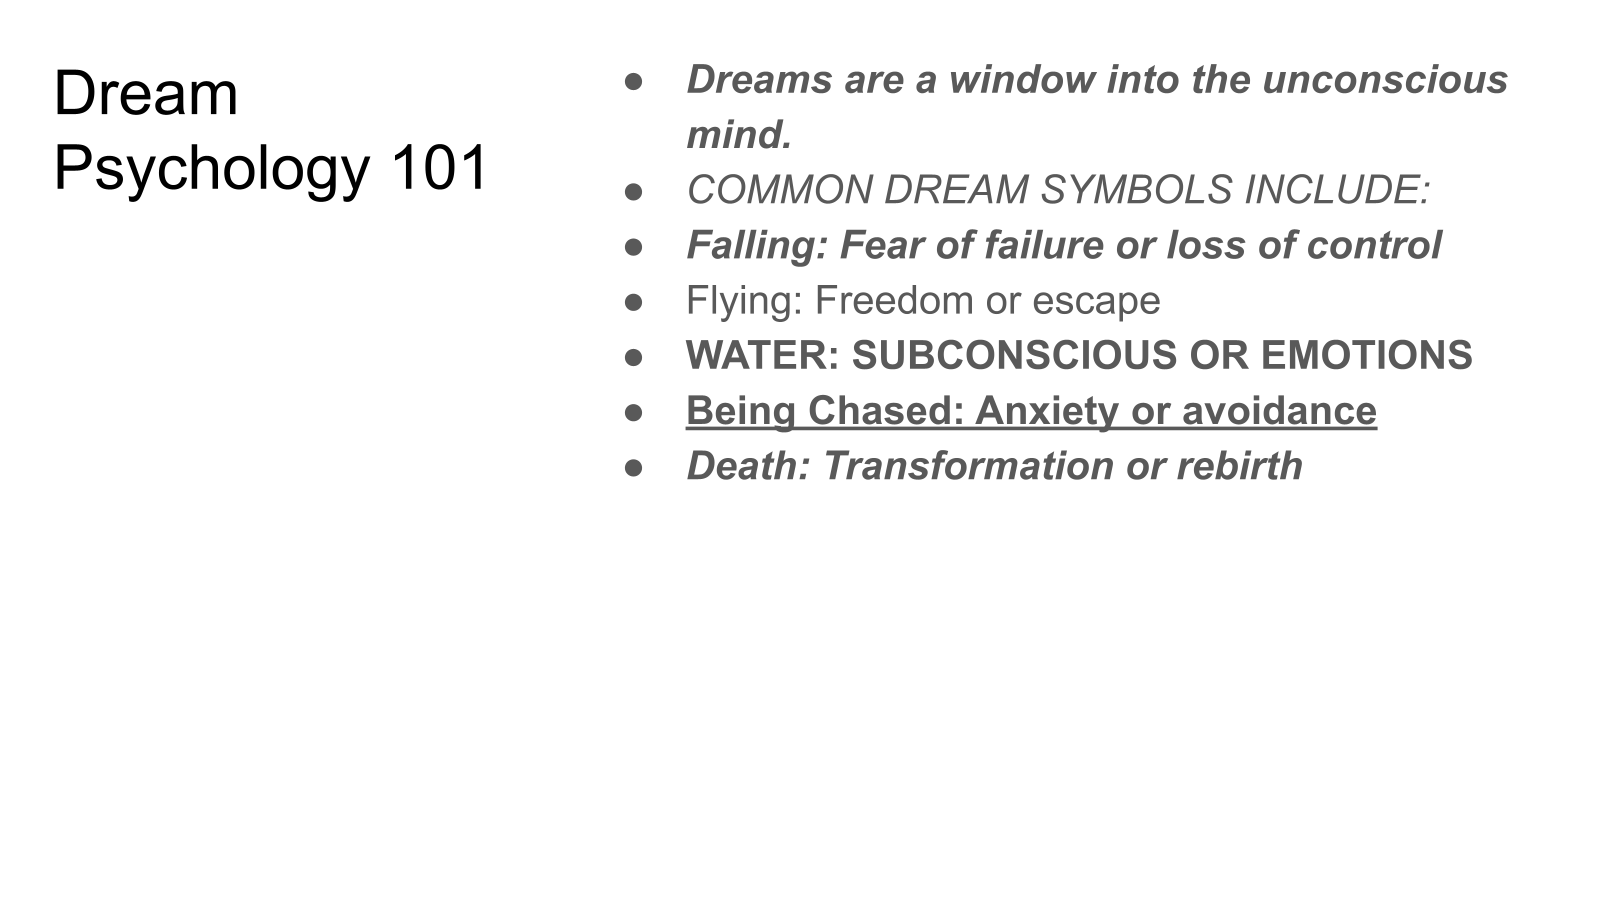 Dream
Psychology 101
● Dreams are a window into the unconscious
mind.
● COMMON DREAM SYMBOLS INCLUDE:
● Falling: Fear of failure or loss of control
● Flying: Freedom or escape
● WATER: SUBCONSCIOUS OR EMOTIONS
● Being Chased: Anxiety or avoidance
● Death: Transformation or rebirth